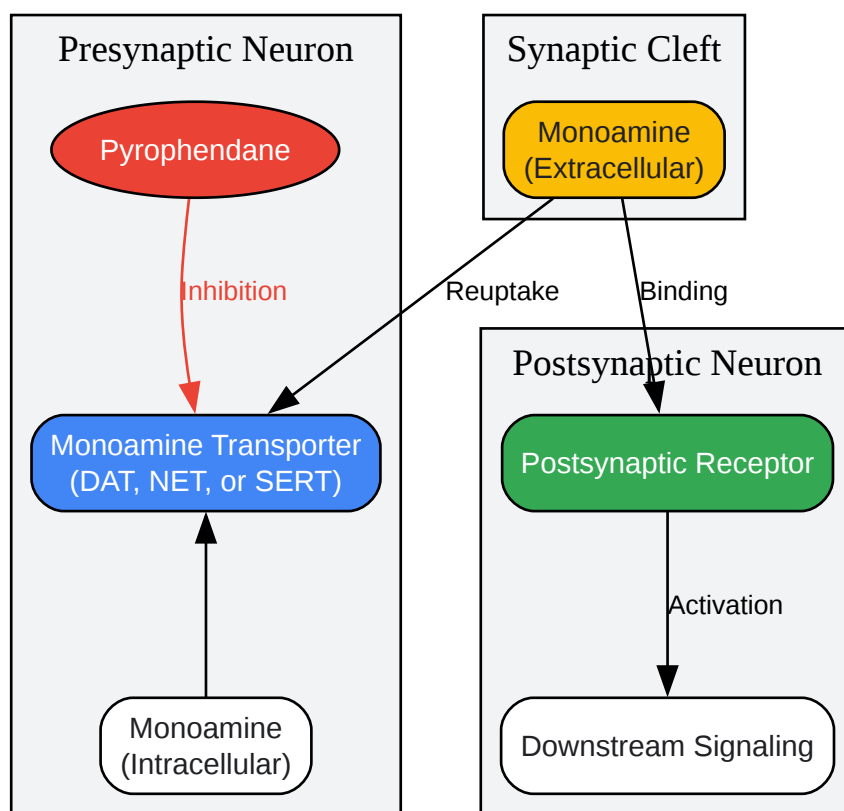 Presynaptic Neuron
Synaptic Cleft
Pyrophendane
Monoamine
(Extracellular)
Inhibition
Reuptake
Binding
Postsynaptic Neuron
Monoamine Transporter
(DAT, NET, or SERT)
Postsynaptic Receptor
Activation
Monoamine
(Intracellular)
Downstream Signaling